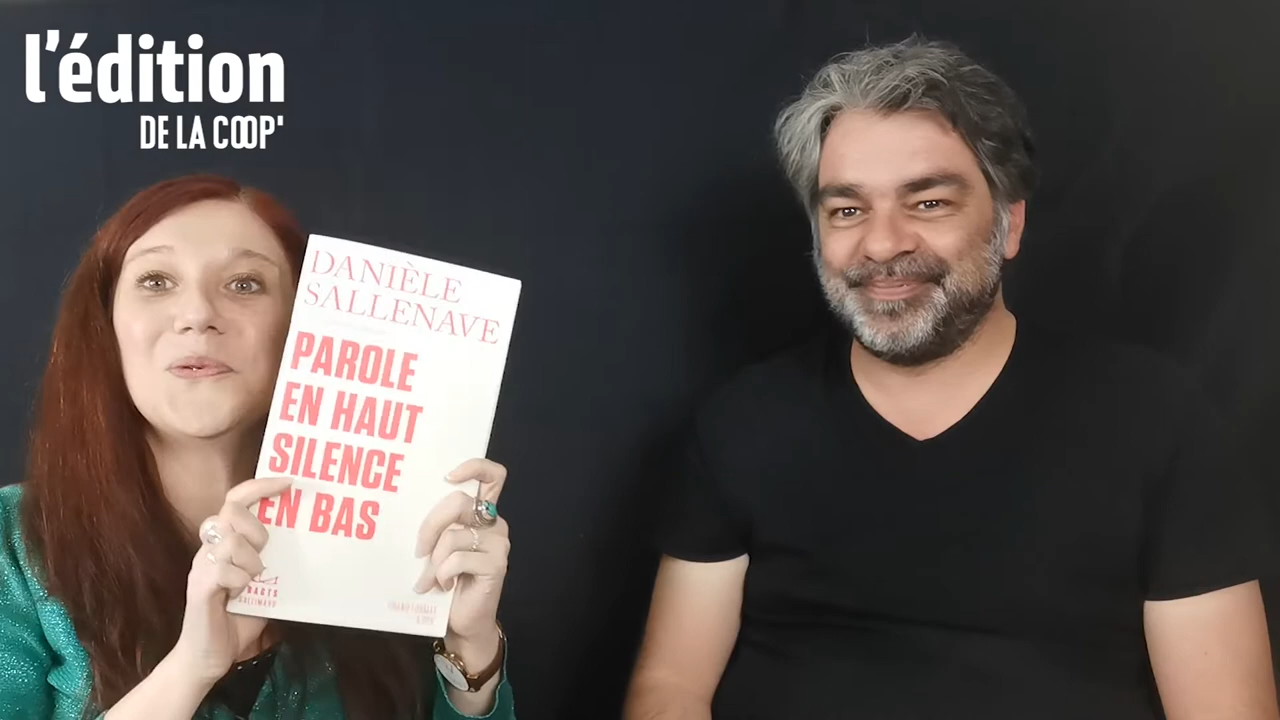 l'édition
DE LA COOP'
DANIÈLE
SALLENAVE
PAROLE
EN HAUT
SILENCE
EN BAS
GALLIMARD